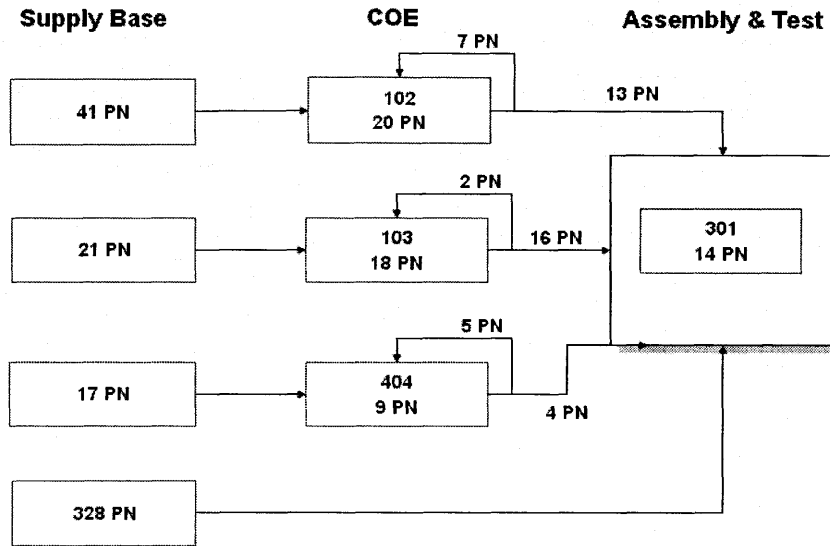 Supply Base
COE
Assembly & Test
7 PN
41 PN
102
20 PN
13 PN
2 PN
21 PN
103
18 PN
16 PN
301
14 PN
5 PN
17 PN
404
9 PN
4 PN
328 PN